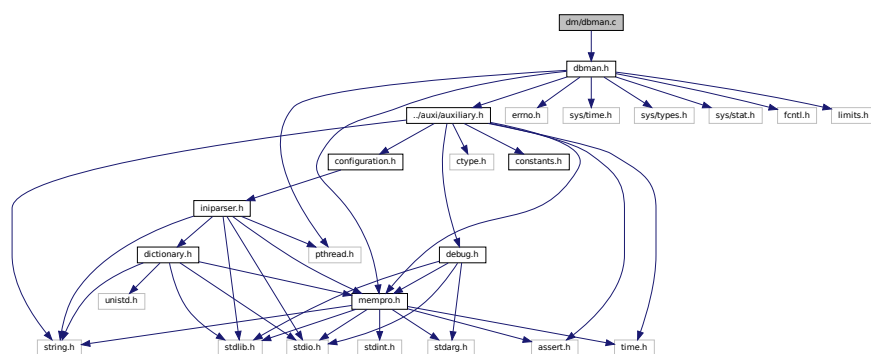 dm/dbman.c
dbman.h
../auxi/auxiliary.h
errno.h
sys/time.h
sys/types.h
sys/stat.h
fcntl.h
limits.h
configuration.h
ctype.h
constants.h
iniparser.h
dictionary.h
pthread.h
debug.h
unistd.h
mempro.h
string.h
stdlib.h
stdio.h
stdint.h
stdarg.h
assert.h
time.h